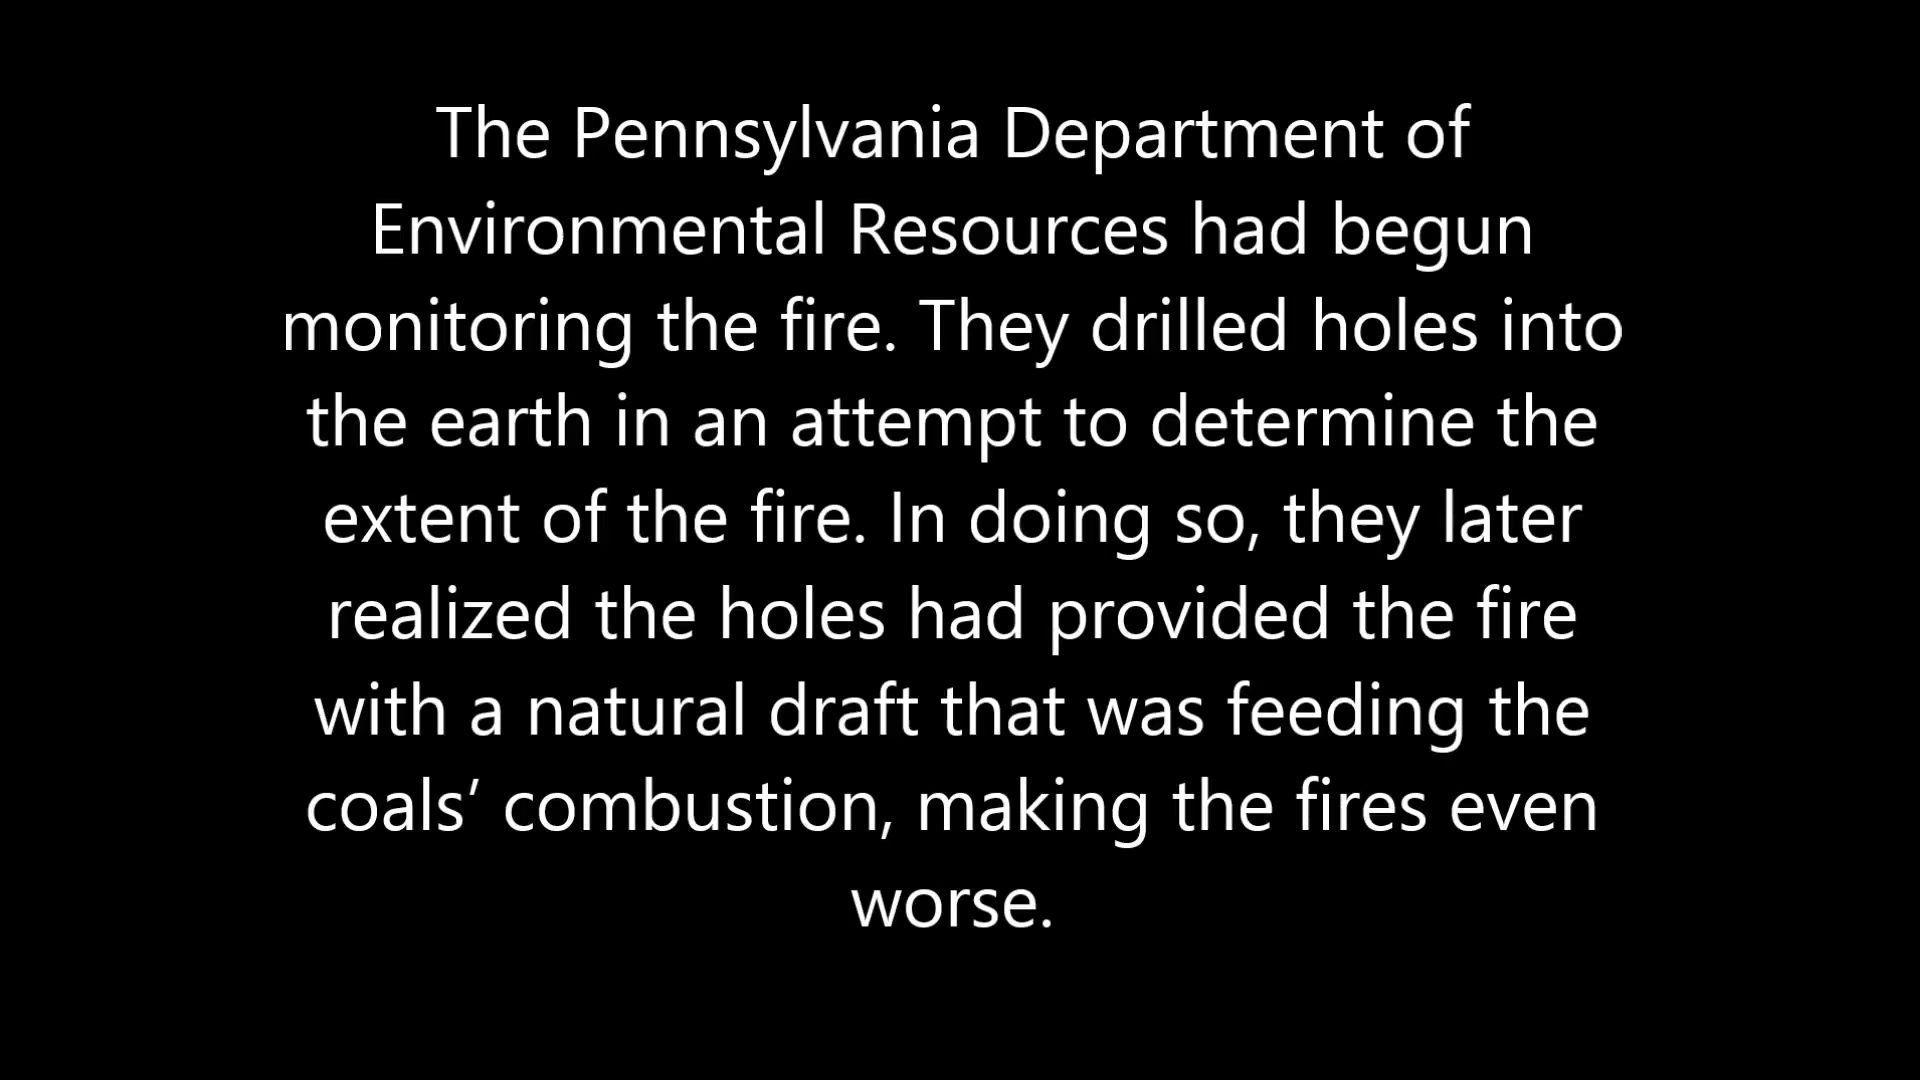 The Pennsylvania Department of
Environmental Resources had begun
monitoring the fire. They drilled holes into
the earth in an attempt to determine the
extent of the fire. In doing so, they later
realized the holes had provided the fire
with a natural draft that was feeding the
coals’ combustion, making the fires even
worse.